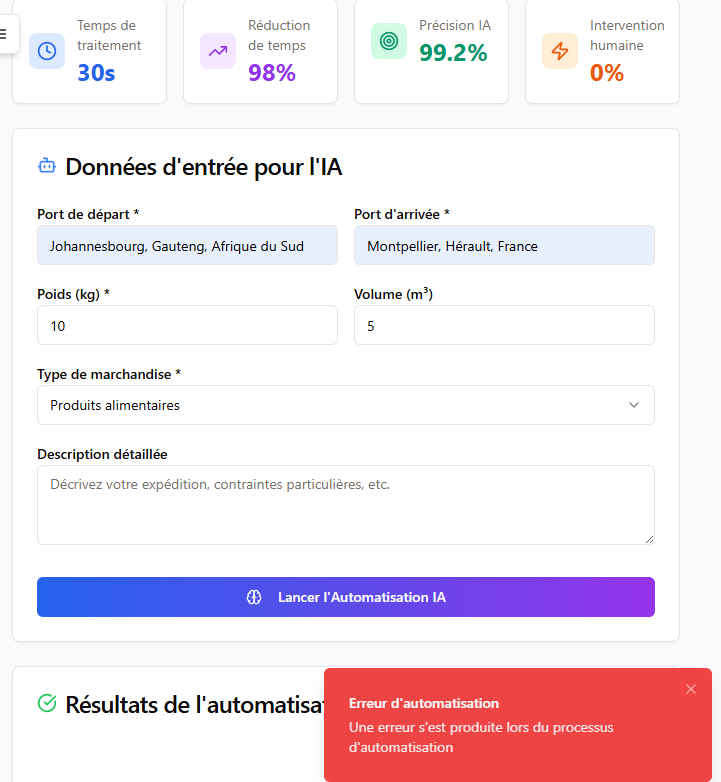 Temps de
traitement
30s
Réduction
de temps
98%
Précision IA
99.2%
Intervention
humaine
0%
Données d'entrée pour l'IA
Port de départ *
Port d'arrivée *
Johannesbourg, Gauteng, Afrique du Sud
Montpellier, Hérault, France
Poids (kg) *
Volume (m³)
10
5
Type de marchandise *
Produits alimentaires
Description détaillée
Décrivez votre expédition, contraintes particulières, etc.
Lancer l'Automatisation IA
Résultats de l'automatisat
Erreur d'automatisation
Une erreur s'est produite lors du processus
d'automatisation